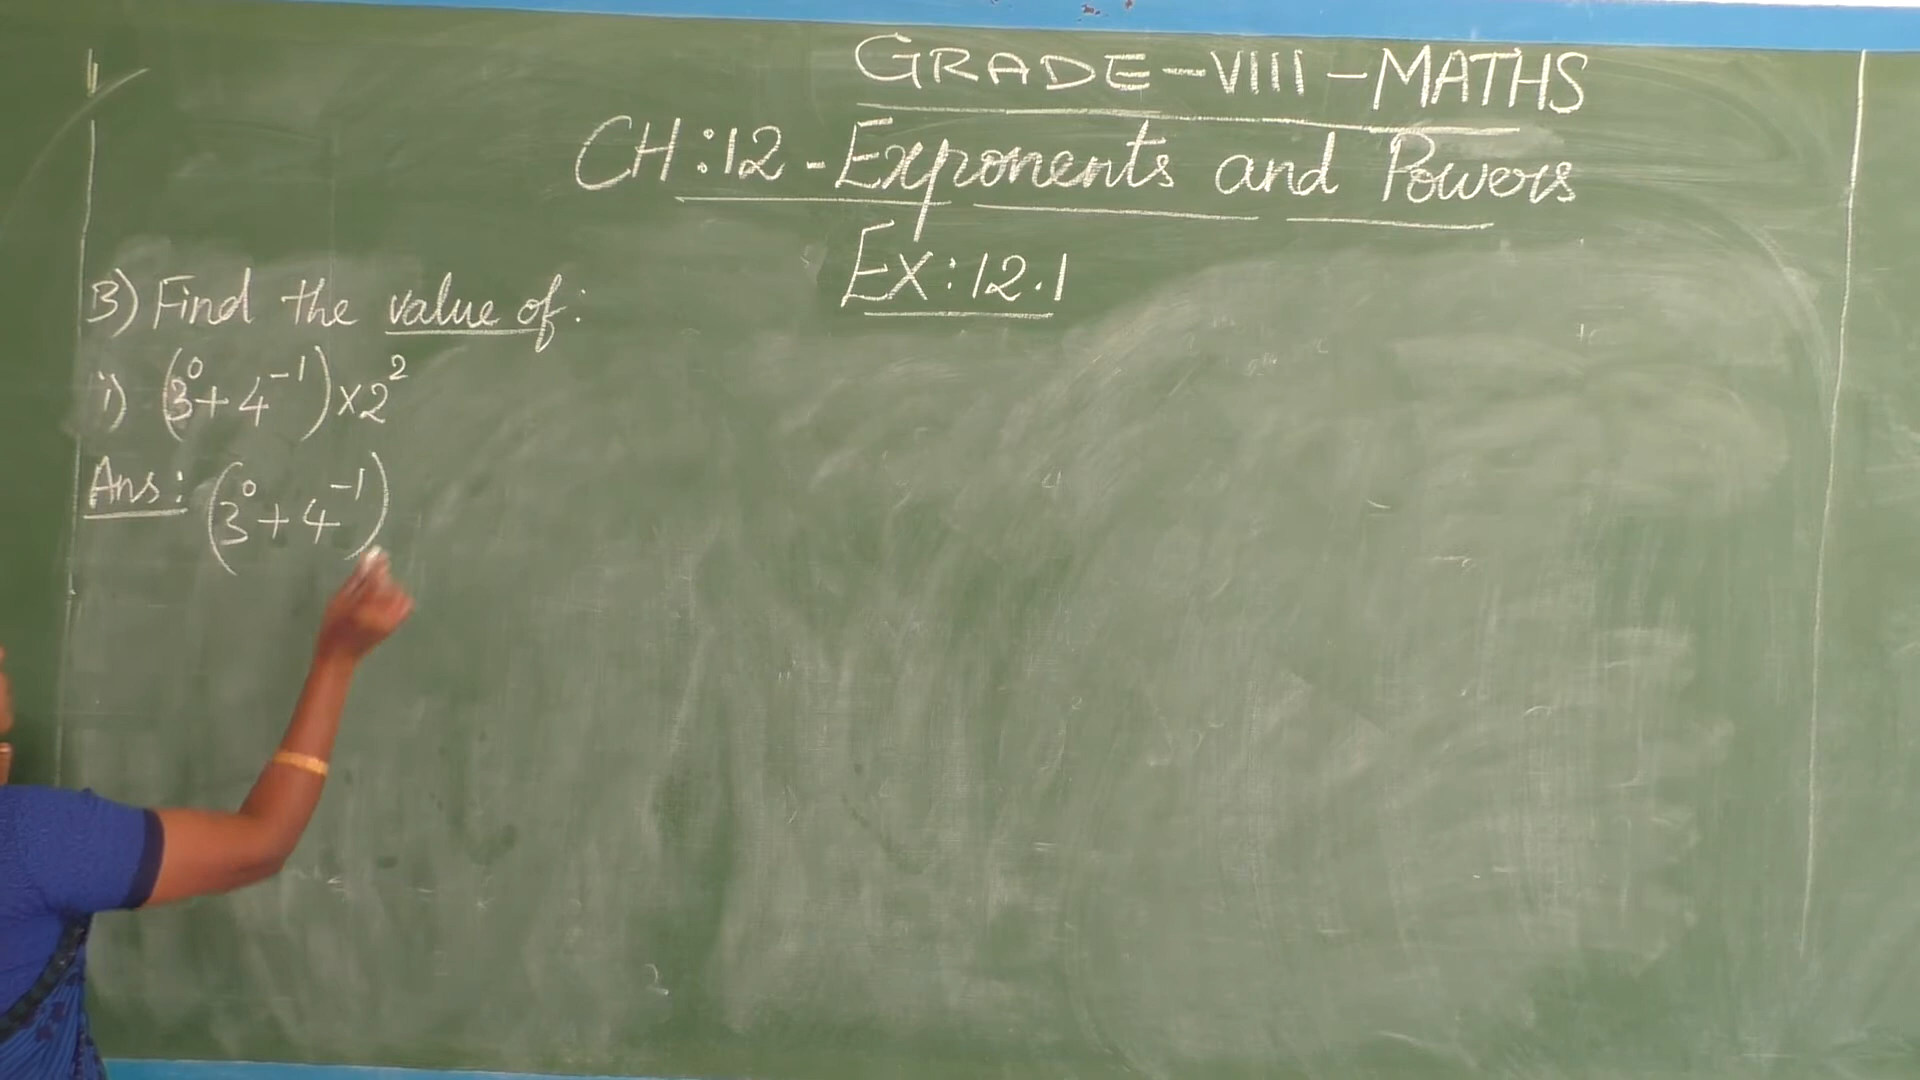 GRADE-VIII-MATHS
CH:12-Exponents and Powers
Ex:12.1
3) Find the value of:
i) (3⁰+4⁻¹)×2²
Ans: (3⁰+4⁻¹)